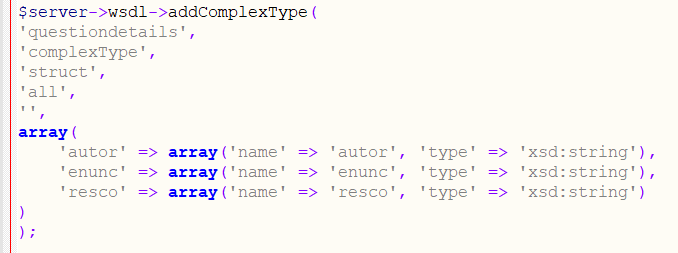 $server->wsdl->addComplexType(
'questiondetails',
'complexType',
'struct',
'all',
'',
array(
    'autor' => array('name' => 'autor', 'type' => 'xsd:string'),
    'enunc' => array('name' => 'enunc', 'type' => 'xsd:string'),
    'resco' => array('name' => 'resco', 'type' => 'xsd:string')
)
);